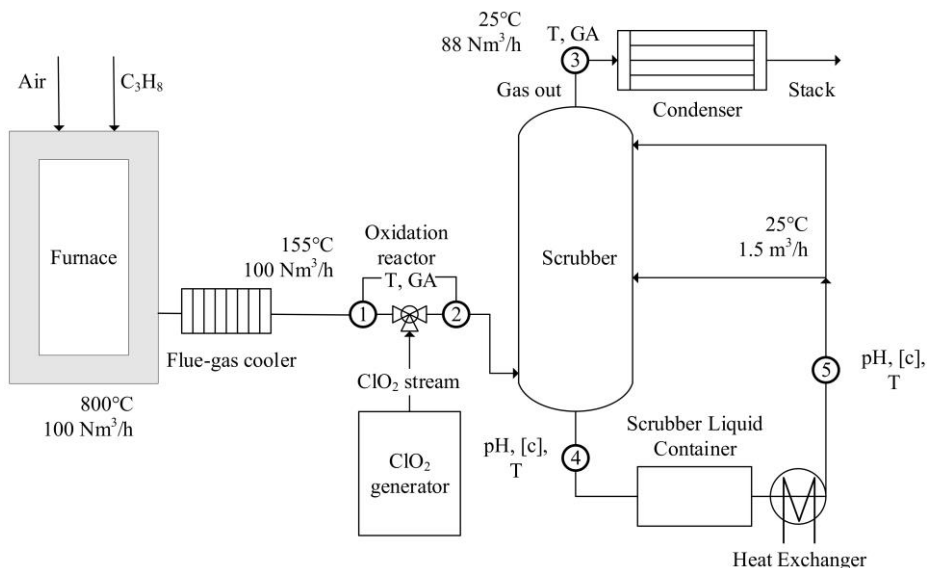 Air
C₃H₈
Furnace
800°C
100 Nm³/h
155°C
100 Nm³/h
Flue-gas cooler
Oxidation
reactor
T, GA
1
2
ClO₂ stream
ClO₂
generator
25°C
88 Nm³/h
T, GA
3
Gas out
Condenser
Stack
Scrubber
25°C
1.5 m³/h
pH, [c],
T
4
Scrubber Liquid
Container
5
pH, [c],
T
Heat Exchanger